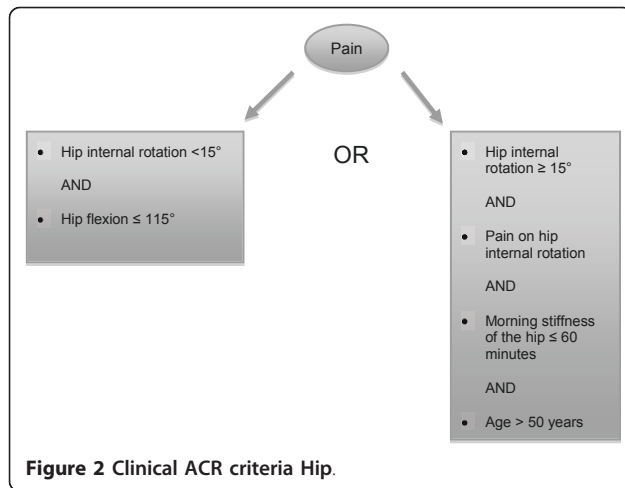 Pain
• Hip internal rotation <15°
AND
• Hip flexion ≤ 115°
OR
• Hip internal
rotation ≥ 15°
AND
• Pain on hip
internal rotation
AND
• Morning stiffness
of the hip ≤ 60
minutes
AND
• Age > 50 years
Figure 2 Clinical ACR criteria Hip.